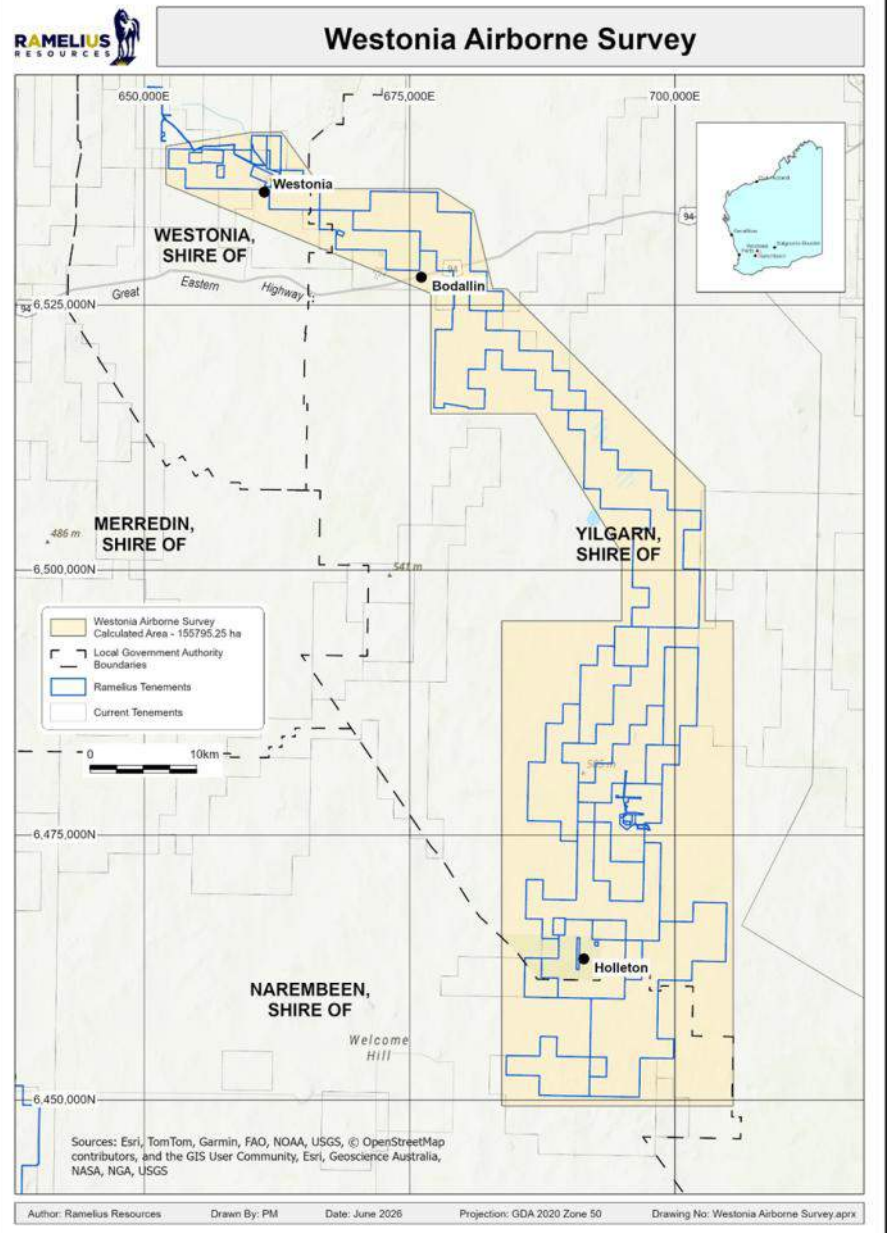 RAMELIUS
RESOURCES
Westonia Airborne Survey
650,000E
675,000E
700,000E
Westonia
94
WESTONIA,
SHIRE OF
94
Bodallin
Great Eastern Highway
94
6,525,000N
MERREDIN,
SHIRE OF
486 m
YILGARN,
SHIRE OF
541 m
6,500,000N
Westonia Airborne Survey
Calculated Area - 155795.25 ha
Local Government Authority
Boundaries
Ramelius Tenements
Current Tenements
0 10km
585 m
6,475,000N
Holleton
NAREMBEEN,
SHIRE OF
Welcome
Hill
6,450,000N
Sources: Esri, TomTom, Garmin, FAO, NOAA, USGS, © OpenStreetMap
contributors, and the GIS User Community, Esri, Geoscience Australia,
NASA, NGA, USGS
Author: Ramelius Resources Drawn By: PM Date: June 2026 Projection: GDA 2020 Zone 50 Drawing No: Westonia Airborne Survey.aprx